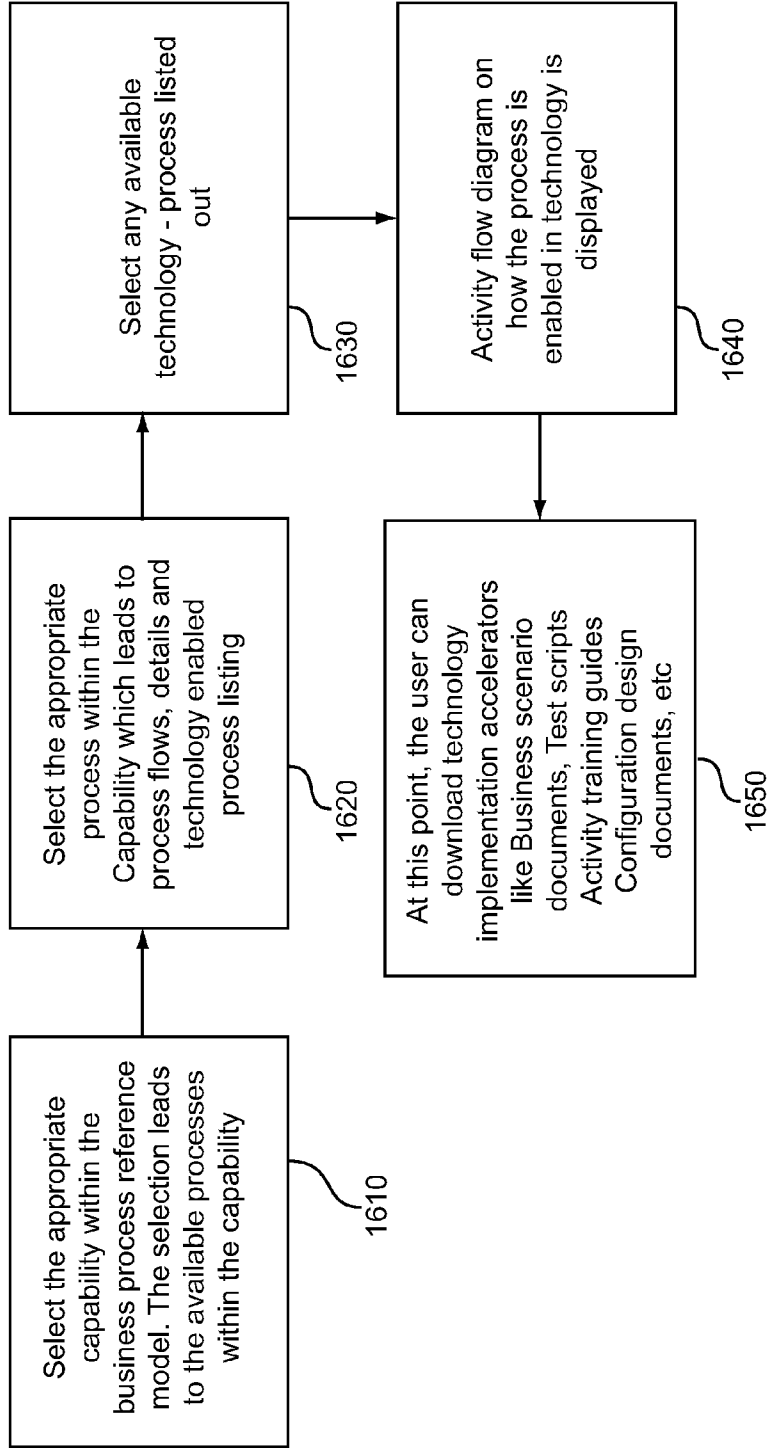 Select the appropriate
capability within the
business process reference
model. The selection leads
to the available processes
within the capability
1610
Select the appropriate
process within the
Capability which leads to
process flows, details and
technology enabled
process listing
1620
Select any available
technology - process listed
out
1630
Activity flow diagram on
how the process is
enabled in technology is
displayed
1640
At this point, the user can
download technology
implementation accelerators
like Business scenario
documents, Test scripts
Activity training guides
Configuration design
documents, etc
1650